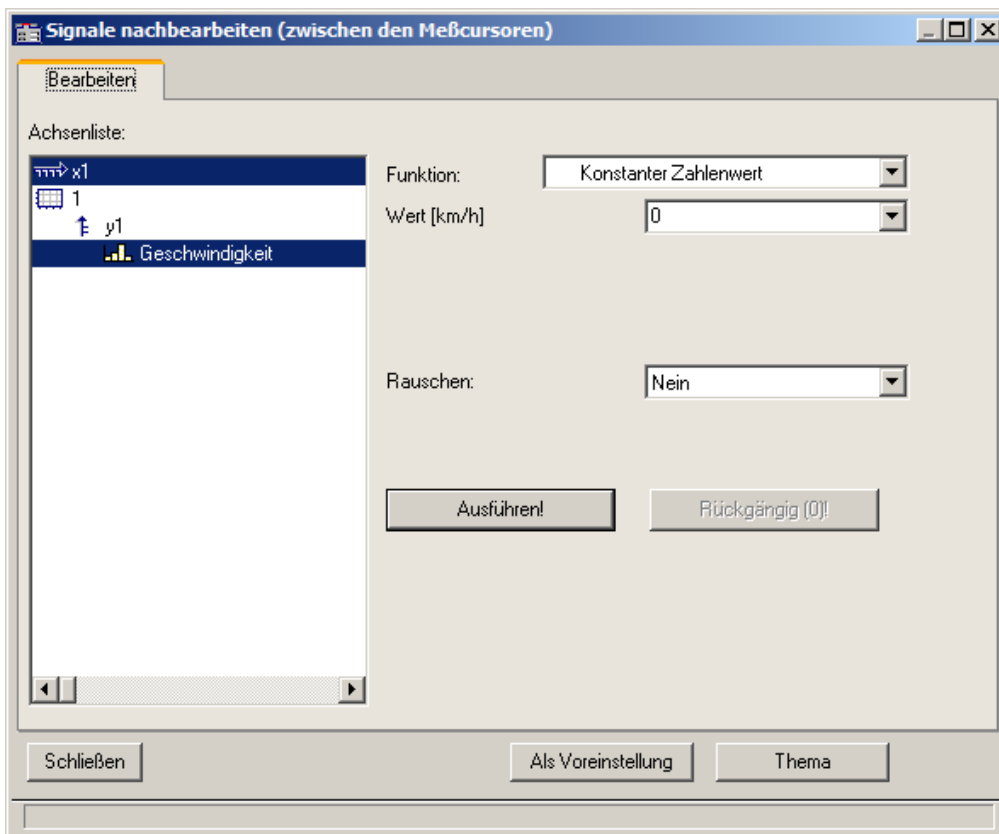 Signale nachbearbeiten (zwischen den Meßcursoren)
Bearbeiten
Achsenliste:
x1
1
y1
Geschwindigkeit
Funktion: Konstanter Zahlenwert
Wert [km/h] 0
Rauschen: Nein
Ausführen! Rückgängig (0)!
Schließen Als Voreinstellung Thema